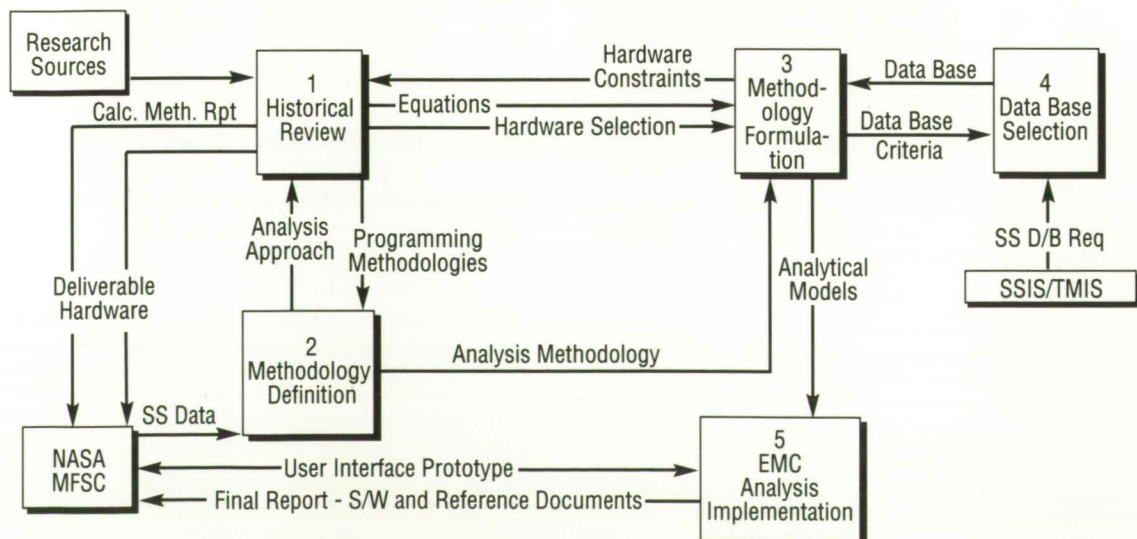 Research
Sources
1
Historical
Review
Hardware
Constraints
Equations
Hardware Selection
3
Method-
ology
Formula-
tion
Data Base
Data Base
Criteria
4
Data Base
Selection
Calc. Meth. Rpt
Analysis
Approach
Programming
Methodologies
Deliverable
Hardware
Analytical
Models
SS D/B Req
SSIS/TMIS
2
Methodology
Definition
Analysis Methodology
SS Data
NASA
MFSC
User Interface Prototype
Final Report - S/W and Reference Documents
5
EMC
Analysis
Implementation